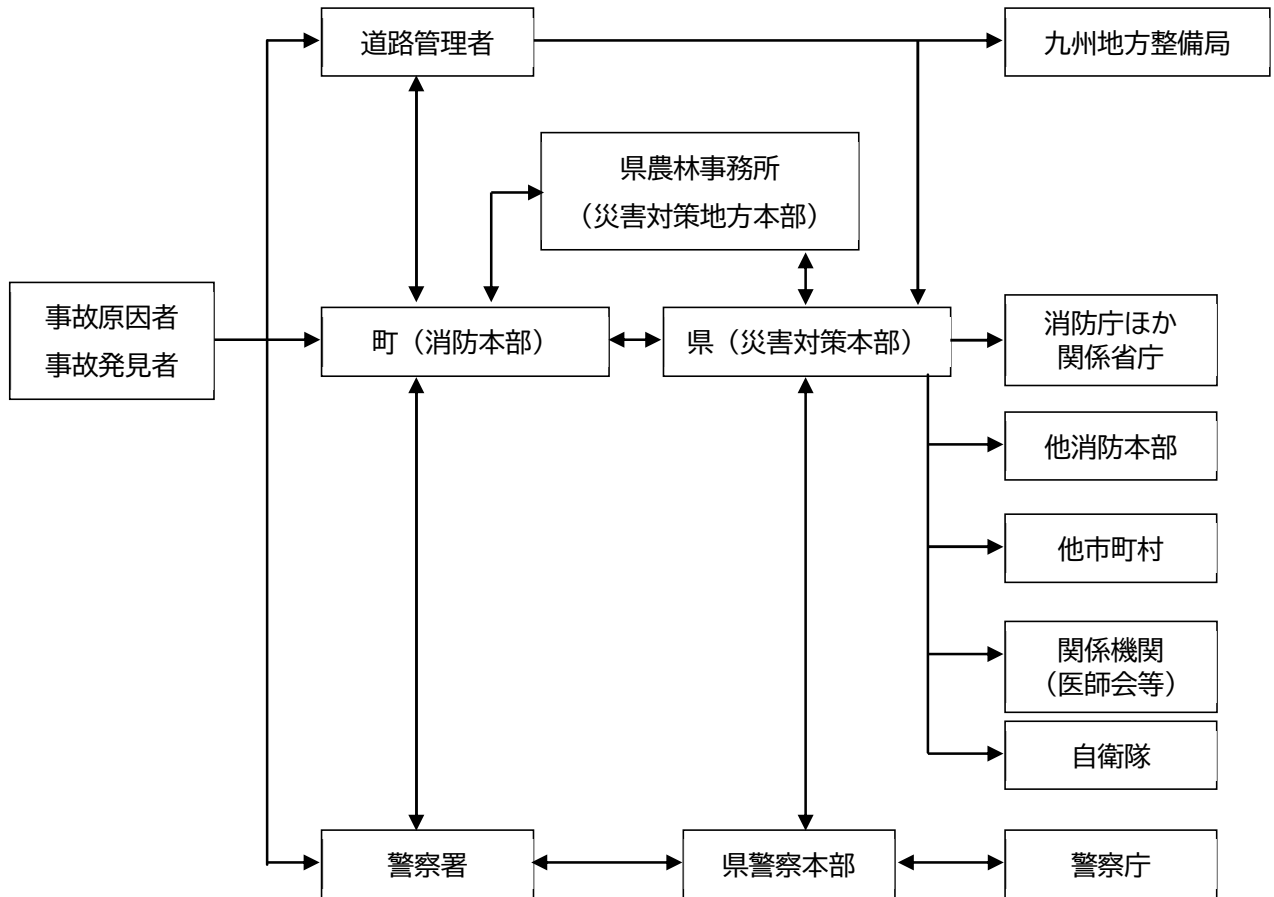 道路管理者
九州地方整備局
県農林事務所
（災害対策地方本部）
事故原因者
事故発見者
町（消防本部）
県（災害対策本部）
消防庁ほか
関係省庁
他消防本部
他市町村
関係機関
（医師会等）
自衛隊
警察署
県警察本部
警察庁